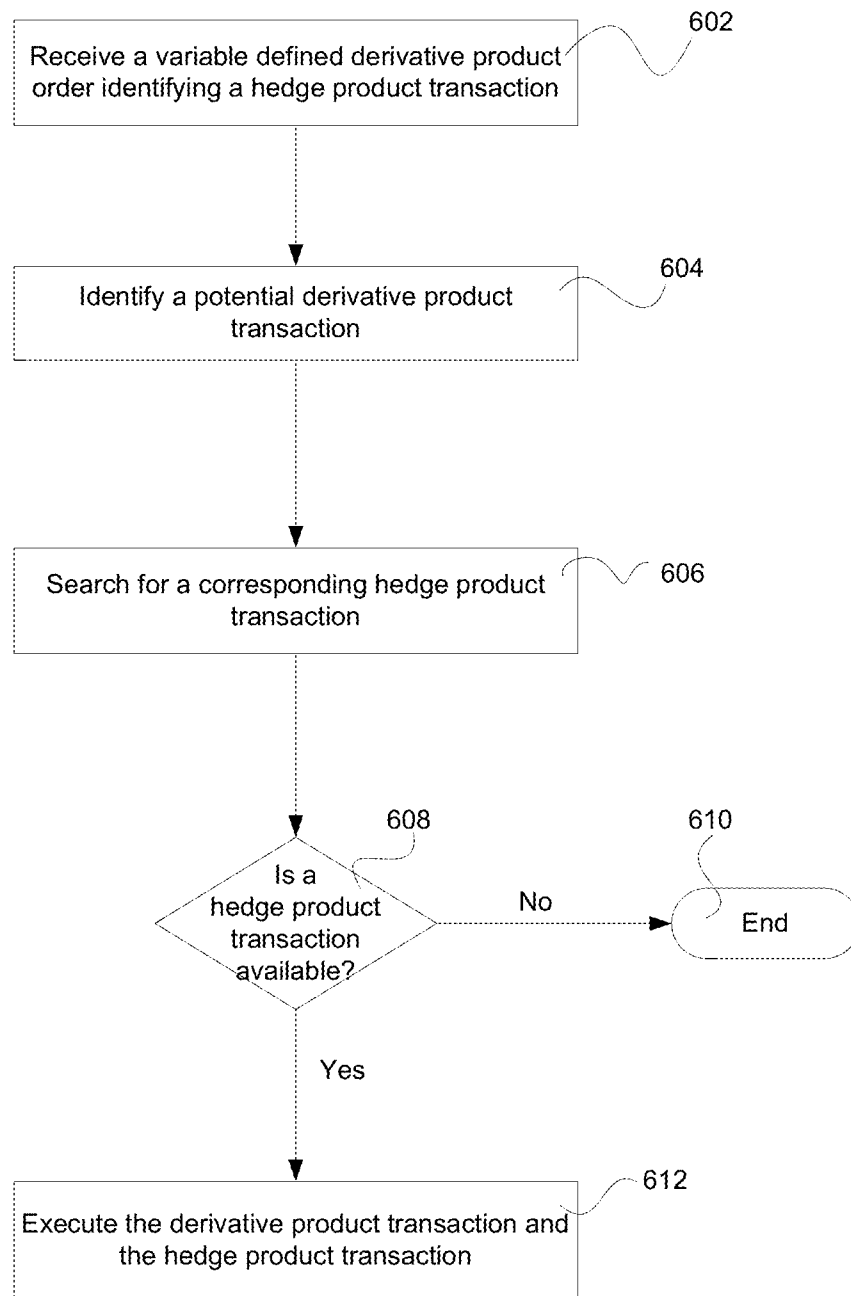 602
Receive a variable defined derivative product
order identifying a hedge product transaction
604
Identify a potential derivative product
transaction
606
Search for a corresponding hedge product
transaction
608
610
Is a
hedge product
transaction
available?
No
End
Yes
612
Execute the derivative product transaction and
the hedge product transaction